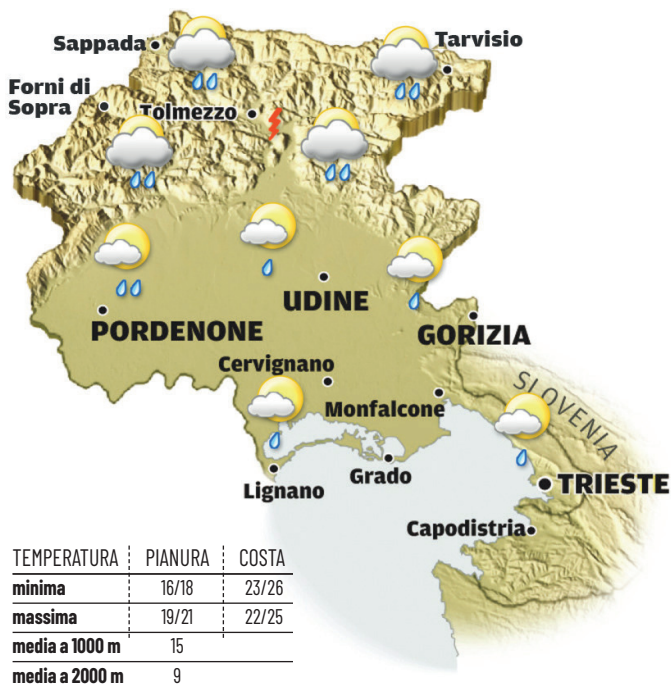 Sappada
Tarvisio
Forni di
Sopra
Tolmezzo
UDINE
PORDENONE
GORIZIA
Cervignano
SLOVENIA
Monfalcone
Grado
Lignano
TRIESTE
Capodistria
TEMPERATURA PIANURA COSTA
minima 16/18 23/26
massima 19/21 22/25
media a 1000 m 15
media a 2000 m 9